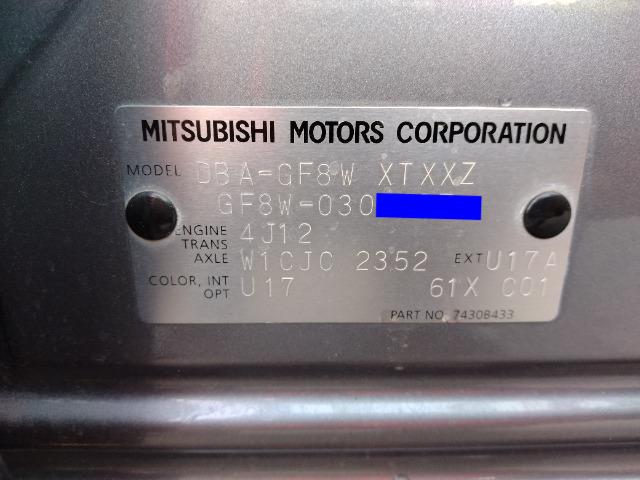 MITSUBISHI MOTORS CORPORATION
MODEL DBA-GF8W XTXXZ
GF8W-030
ENGINE 4J12
TRANS AXLE W1CJC 2352 EXT U17A
COLOR, INT OPT U17 61X C01
PART NO. 7430B433